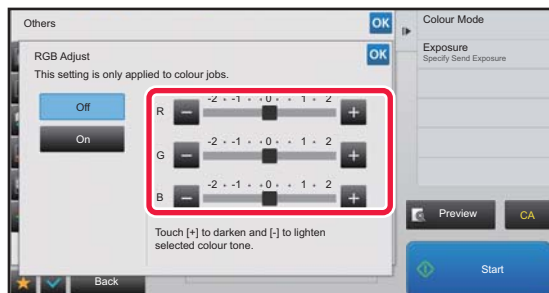 Others
OK
Colour Mode
RGB Adjust
OK
Exposure
Specify Send Exposure
This setting is only applied to colour jobs.
Off
On
R
-2 -1 0 1 2
G
-2 -1 0 1 2
B
-2 -1 0 1 2
Touch [+] to darken and [-] to lighten
selected colour tone.
Preview
CA
Back
Start